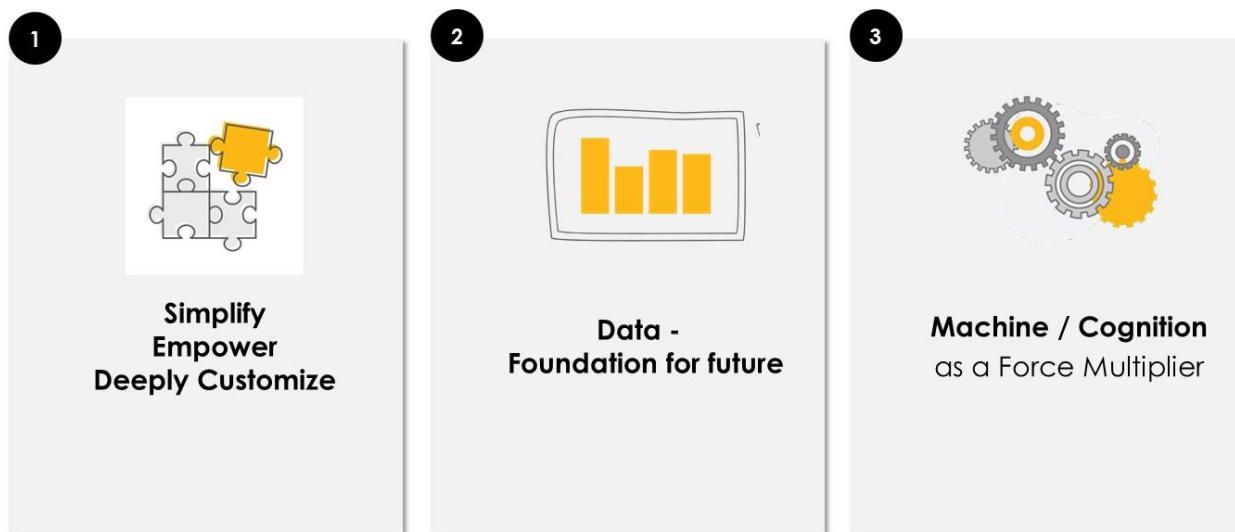 1
Simplify
Empower
Deeply Customize
2
Data -
Foundation for future
3
Machine / Cognition
as a Force Multiplier